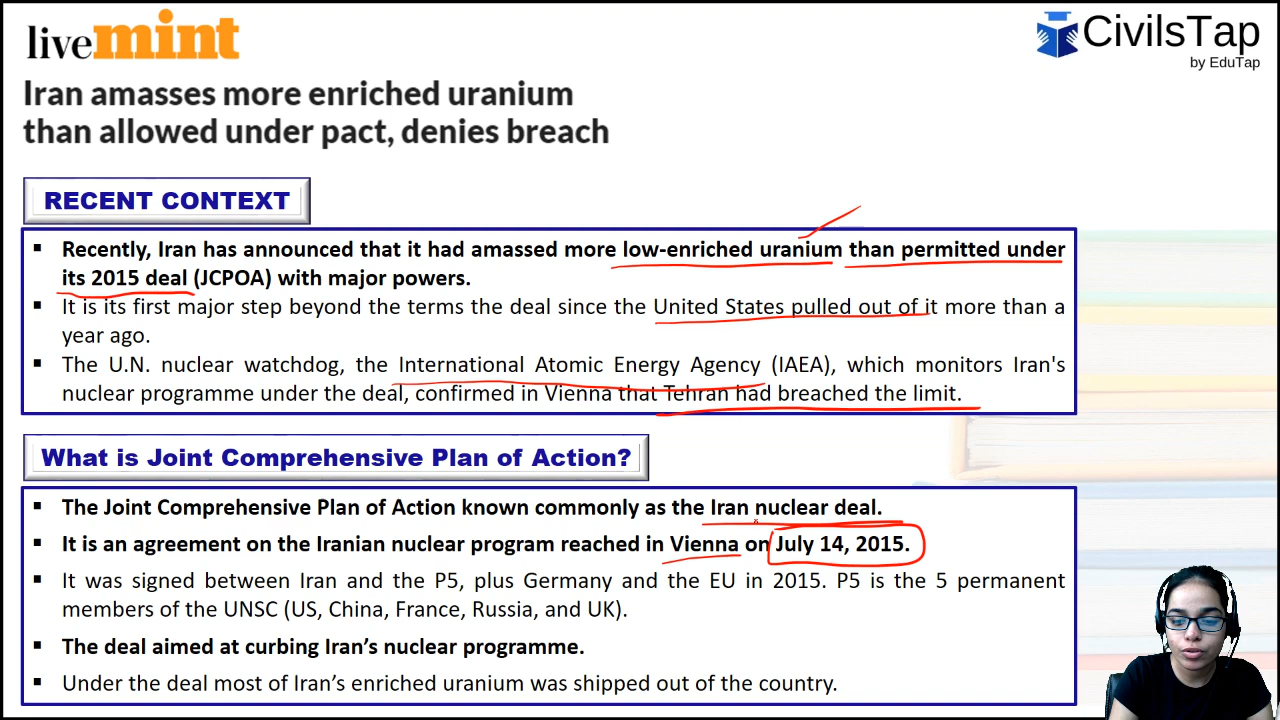 livemint
CivilsTap
by EduTap
Iran amasses more enriched uranium
than allowed under pact, denies breach
RECENT CONTEXT
▪ Recently, Iran has announced that it had amassed more low-enriched uranium than permitted under
its 2015 deal (JCPOA) with major powers.
▪ It is its first major step beyond the terms the deal since the United States pulled out of it more than a
year ago.
▪ The U.N. nuclear watchdog, the International Atomic Energy Agency (IAEA), which monitors Iran's
nuclear programme under the deal, confirmed in Vienna that Tehran had breached the limit.
What is Joint Comprehensive Plan of Action?
▪ The Joint Comprehensive Plan of Action known commonly as the Iran nuclear deal.
▪ It is an agreement on the Iranian nuclear program reached in Vienna on July 14, 2015.
▪ It was signed between Iran and the P5, plus Germany and the EU in 2015. P5 is the 5 permanent
members of the UNSC (US, China, France, Russia, and UK).
▪ The deal aimed at curbing Iran’s nuclear programme.
▪ Under the deal most of Iran’s enriched uranium was shipped out of the country.